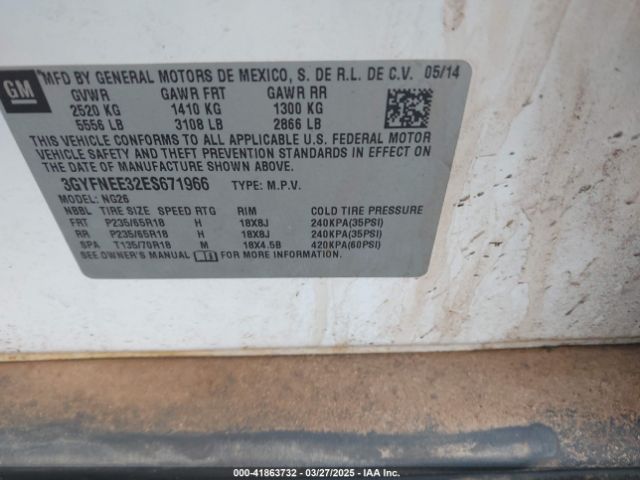 GM
MFD BY GENERAL MOTORS DE MEXICO, S. DE R.L. DE C.V. 05/14
GVWR GAWR FRT GAWR RR
2520 KG 1410 KG 1300 KG
5556 LB 3108 LB 2866 LB
THIS VEHICLE CONFORMS TO ALL APPLICABLE U.S. FEDERAL MOTOR
VEHICLE SAFETY AND THEFT PREVENTION STANDARDS IN EFFECT ON
THE DATE OF MANUFACTURE SHOWN ABOVE.
3GYFNEE32ES671966 TYPE: M.P.V.
MODEL: NG26
NBBL TIRE SIZE SPEED RTG RIM COLD TIRE PRESSURE
FRT P235/65R18 H 18X8J 240KPA(35PSI)
RR P235/65R18 H 18X8J 240KPA(35PSI)
SPA T135/70R18 M 18X4.5B 420KPA(60PSI)
SEE OWNER'S MANUAL FOR MORE INFORMATION.
000-41863732 — 03/27/2025 — IAAI.COM